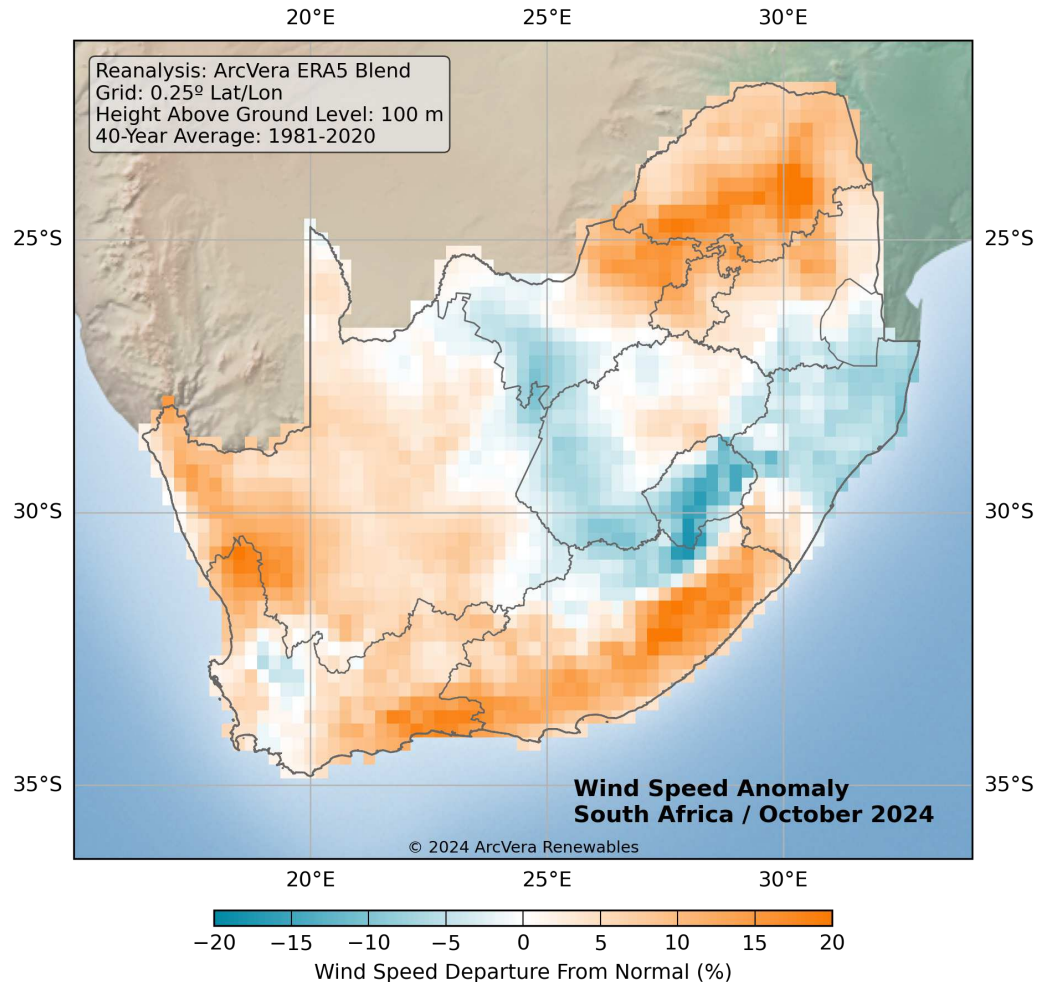 20°E 25°E 30°E
Reanalysis: ArcVera ERA5 Blend
Grid: 0.25º Lat/Lon
Height Above Ground Level: 100 m
40-Year Average: 1981-2020
25°S 25°S
30°S 30°S
35°S 35°S
Wind Speed Anomaly
South Africa / October 2024
© 2024 ArcVera Renewables
20°E 25°E 30°E
−20 −15 −10 −5 0 5 10 15 20
Wind Speed Departure From Normal (%)